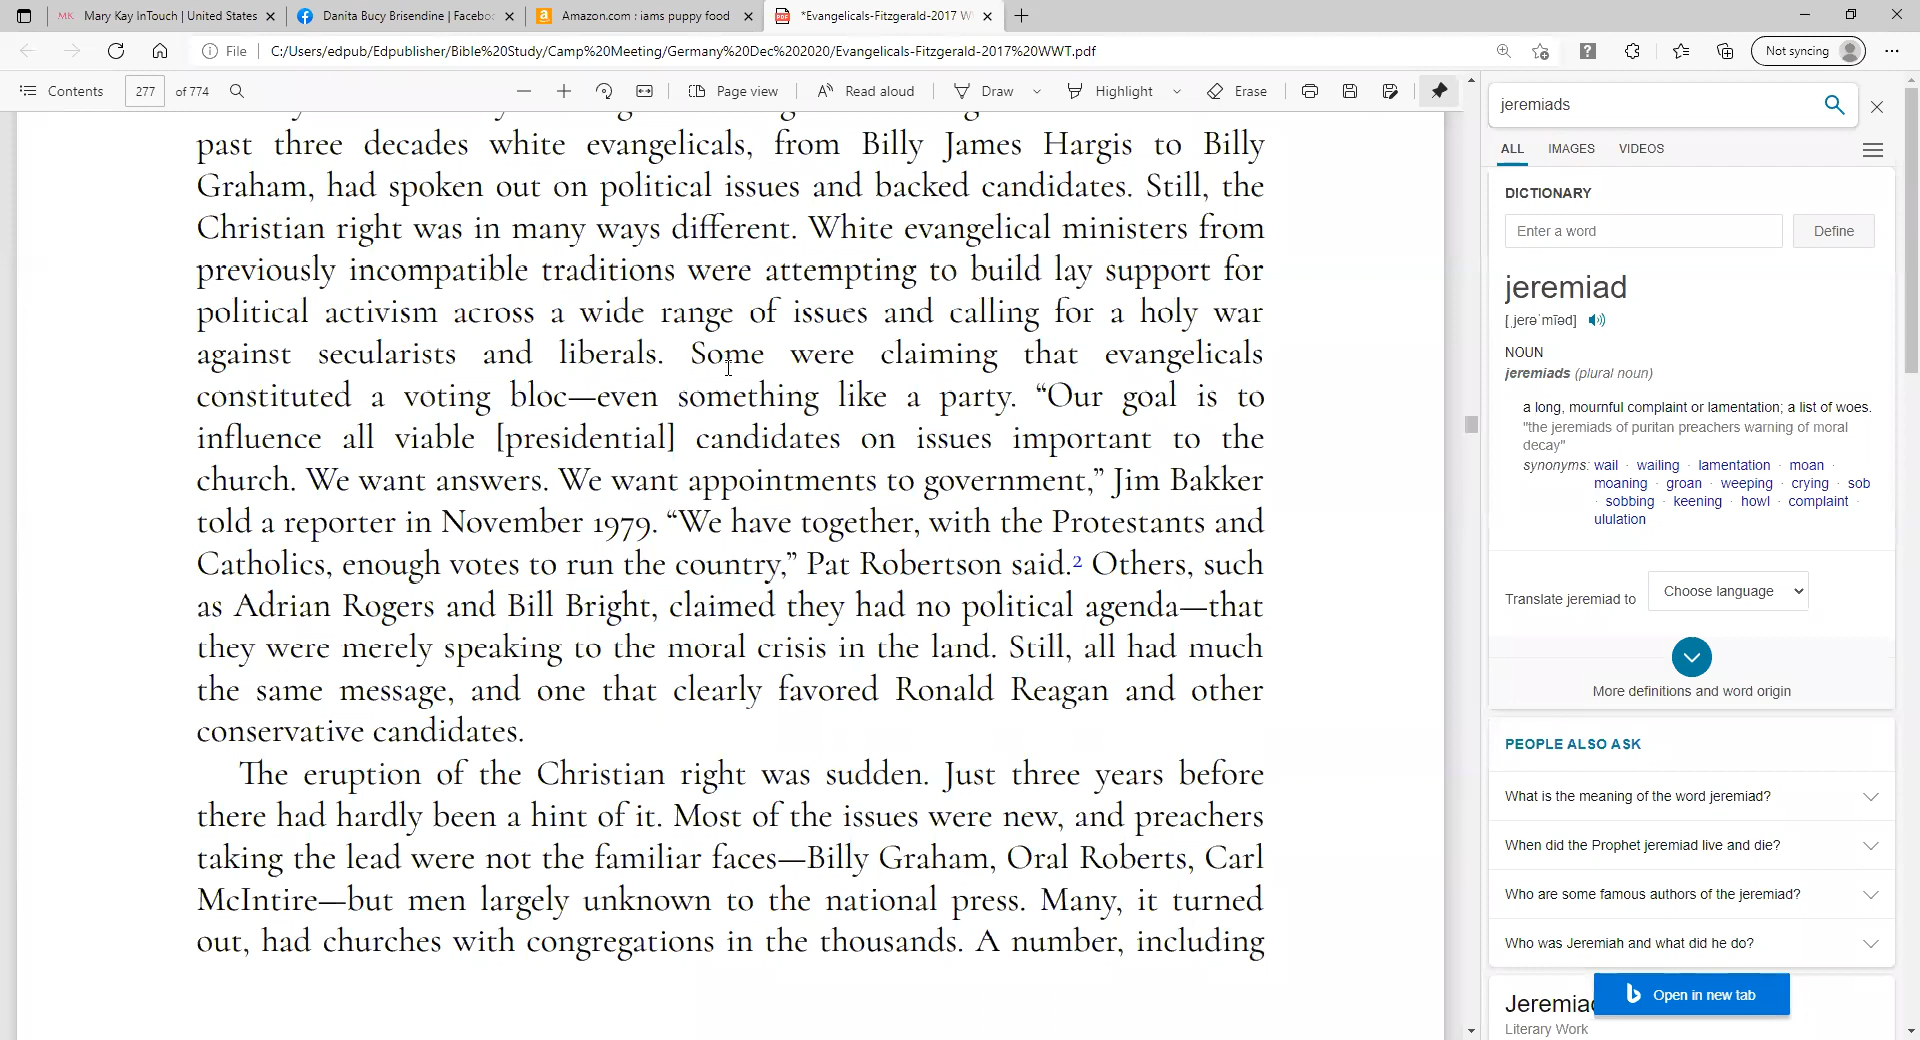 Mary Kay InTouch | United States
Danita Bucy Brisendine | Facebo
Amazon.com : iams puppy food
*Evangelicals-Fitzgerald-2017 W
File
C:/Users/edpub/Edpublisher/Bible%20Study/Camp%20Meeting/Germany%20Dec%202020/Evangelicals-Fitzgerald-2017%20WWT.pdf
Not syncing
Contents
277 of 774
Page view
Read aloud
Draw
Highlight
Erase
past three decades white evangelicals, from Billy James Hargis to Billy
Graham, had spoken out on political issues and backed candidates. Still, the
Christian right was in many ways different. White evangelical ministers from
previously incompatible traditions were attempting to build lay support for
political activism across a wide range of issues and calling for a holy war
against secularists and liberals. Some were claiming that evangelicals
constituted a voting bloc—even something like a party. “Our goal is to
influence all viable [presidential] candidates on issues important to the
church. We want answers. We want appointments to government,” Jim Bakker
told a reporter in November 1979. “We have together, with the Protestants and
Catholics, enough votes to run the country,” Pat Robertson said.2 Others, such
as Adrian Rogers and Bill Bright, claimed they had no political agenda—that
they were merely speaking to the moral crisis in the land. Still, all had much
the same message, and one that clearly favored Ronald Reagan and other
conservative candidates.
The eruption of the Christian right was sudden. Just three years before
there had hardly been a hint of it. Most of the issues were new, and preachers
taking the lead were not the familiar faces—Billy Graham, Oral Roberts, Carl
McIntire—but men largely unknown to the national press. Many, it turned
out, had churches with congregations in the thousands. A number, including
jeremiads
ALL IMAGES VIDEOS
DICTIONARY
Enter a word
Define
jeremiad
[ˌjerəˈmīəd]
NOUN
jeremiads (plural noun)
a long, mournful complaint or lamentation; a list of woes.
"the jeremiads of puritan preachers warning of moral
decay"
synonyms: wail · wailing · lamentation · moan ·
moaning · groan · weeping · crying · sob
· sobbing · keening · howl · complaint ·
ululation
Translate jeremiad to
Choose language
More definitions and word origin
PEOPLE ALSO ASK
What is the meaning of the word jeremiad?
When did the Prophet jeremiad live and die?
Who are some famous authors of the jeremiad?
Who was Jeremiah and what did he do?
Jeremia
Open in new tab
Literary Work